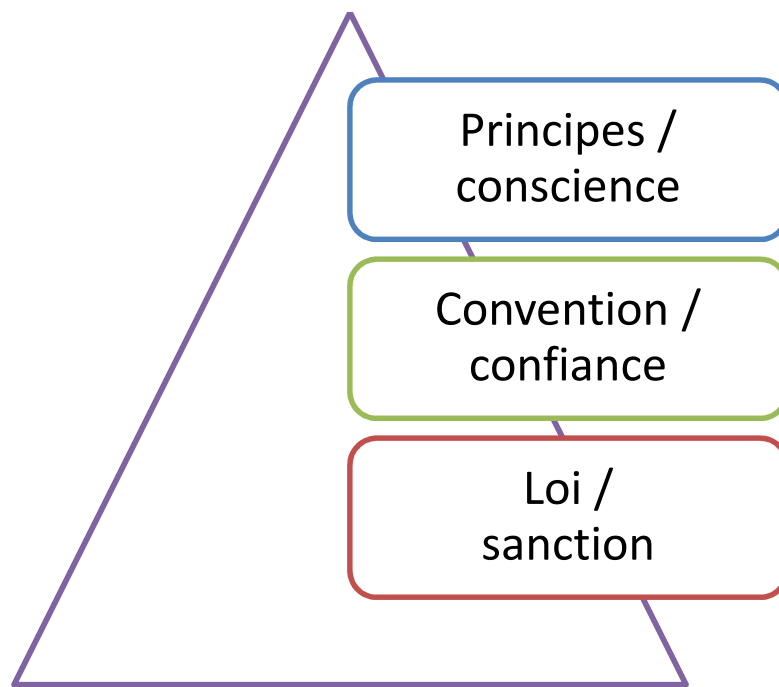 Principes /
conscience
Convention /
confiance
Loi /
sanction